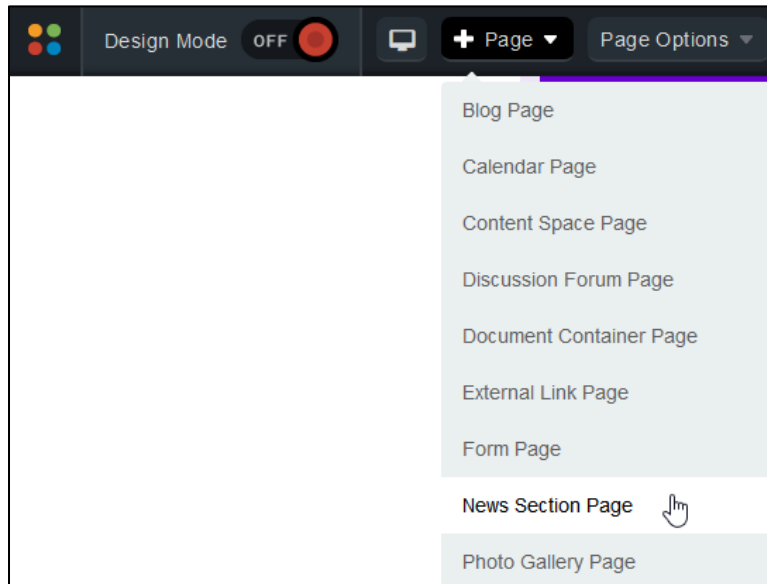 Design Mode OFF + Page Page Options
Blog Page
Calendar Page
Content Space Page
Discussion Forum Page
Document Container Page
External Link Page
Form Page
News Section Page
Photo Gallery Page